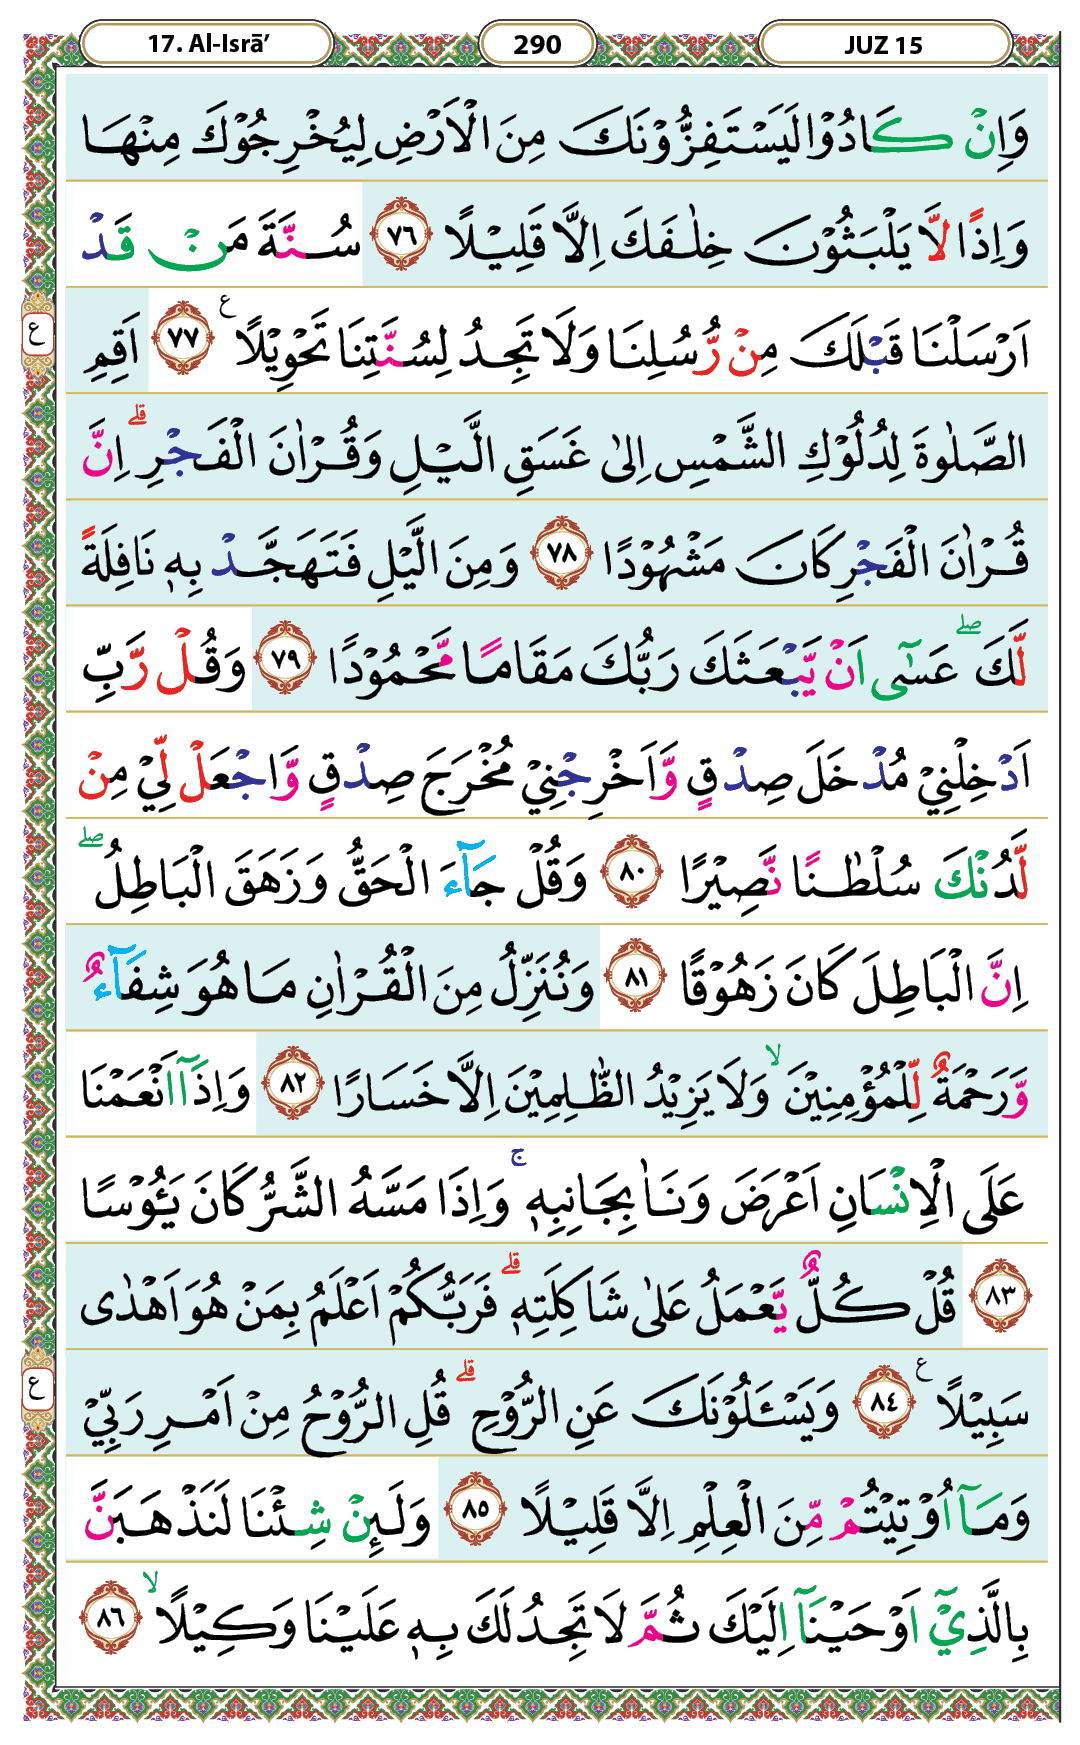 17. Al-Isrā’
290
JUZ 15
وَاِنْ كَادُوْا لَيَسْتَفِزُّوْنَكَ مِنَ الْاَرْضِ لِيُخْرِجُوْكَ مِنْهَا
وَاِذًا لَّا يَلْبَثُوْنَ خِلٰفَكَ اِلَّا قَلِيْلًا ٧٦ سُنَّةَ مَنْ قَدْ
اَرْسَلْنَا قَبْلَكَ مِنْ رُّسُلِنَا وَلَا تَجِدُ لِسُنَّتِنَا تَحْوِيْلًا ࣖ ٧٧ اَقِمِ
ع
الصَّلٰوةَ لِدُلُوْكِ الشَّمْسِ اِلٰى غَسَقِ الَّيْلِ وَقُرْاٰنَ الْفَجْرِۗ اِنَّ
قُرْاٰنَ الْفَجْرِ كَانَ مَشْهُوْدًا ٧٨ وَمِنَ الَّيْلِ فَتَهَجَّدْ بِهٖ نَافِلَةً
لَّكَۖ عَسٰٓى اَنْ يَّبْعَثَكَ رَبُّكَ مَقَامًا مَّحْمُوْدًا ٧٩ وَقُلْ رَّبِّ
اَدْخِلْنِيْ مُدْخَلَ صِدْقٍ وَّاَخْرِجْنِيْ مُخْرَجَ صِدْقٍ وَّاجْعَلْ لِّيْ مِنْ
لَّدُنْكَ سُلْطٰنًا نَّصِيْرًا ٨٠ وَقُلْ جَاۤءَ الْحَقُّ وَزَهَقَ الْبَاطِلُۖ
اِنَّ الْبَاطِلَ كَانَ زَهُوْقًا ٨١ وَنُنَزِّلُ مِنَ الْقُرْاٰنِ مَا هُوَ شِفَاۤءٌ
وَّرَحْمَةٌ لِّلْمُؤْمِنِيْنَۙ وَلَا يَزِيْدُ الظّٰلِمِيْنَ اِلَّا خَسَارًا ٨٢ وَاِذَآ اَنْعَمْنَا
عَلَى الْاِنْسَانِ اَعْرَضَ وَنَاٰ بِجَانِبِهٖۚ وَاِذَا مَسَّهُ الشَّرُّ كَانَ يَـُٔوْسًا
٨٣ قُلْ كُلٌّ يَّعْمَلُ عَلٰى شَاكِلَتِهٖۗ فَرَبُّكُمْ اَعْلَمُ بِمَنْ هُوَ اَهْدٰى
سَبِيْلًا ࣖ ٨٤ وَيَسْـَٔلُوْنَكَ عَنِ الرُّوْحِۗ قُلِ الرُّوْحُ مِنْ اَمْرِ رَبِّيْ
ع
وَمَآ اُوْتِيْتُمْ مِّنَ الْعِلْمِ اِلَّا قَلِيْلًا ٨٥ وَلَىِٕنْ شِئْنَا لَنَذْهَبَنَّ
بِالَّذِيْٓ اَوْحَيْنَآ اِلَيْكَ ثُمَّ لَا تَجِدُ لَكَ بِهٖ عَلَيْنَا وَكِيْلًاۙ ٨٦